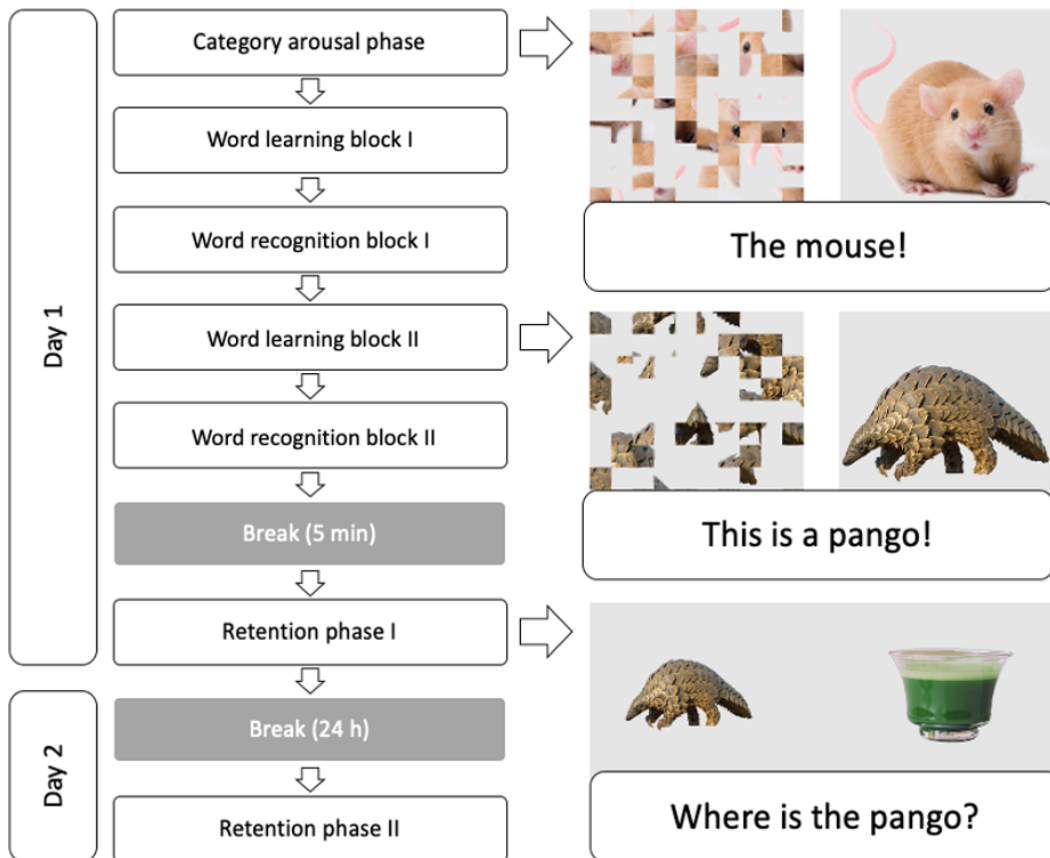 Day 1
Category arousal phase
Word learning block I
Word recognition block I
Word learning block II
Word recognition block II
Break (5 min)
Retention phase I
Day 2
Break (24 h)
Retention phase II
The mouse!
This is a pango!
Where is the pango?